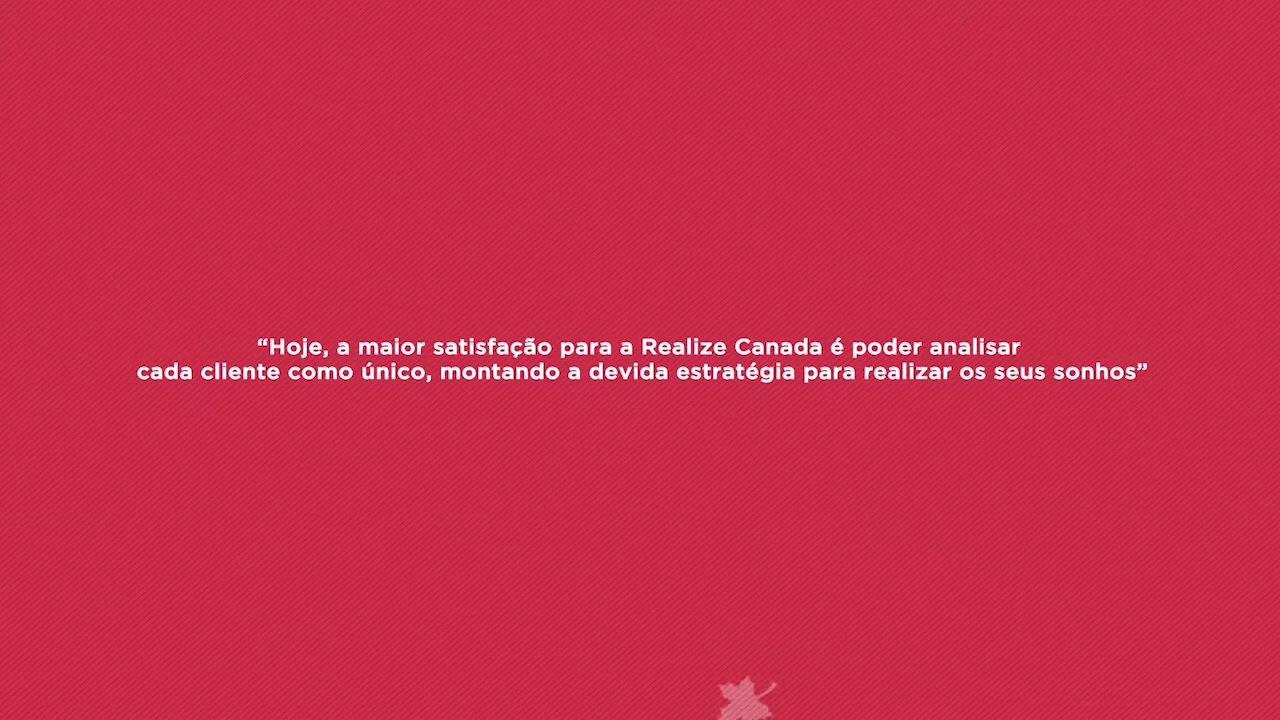 “Hoje, a maior satisfação para a Realize Canada é poder analisar
cada cliente como único, montando a devida estratégia para realizar os seus sonhos”